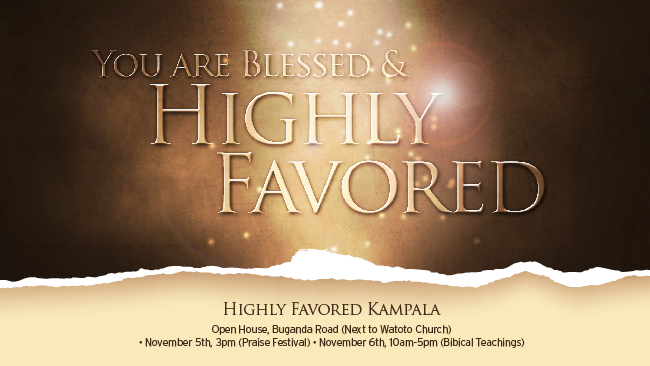 You are Blessed &
Highly
Favored
Highly Favored Kampala
Open House, Buganda Road (Next to Watoto Church)
• November 5th, 3pm (Praise Festival) • November 6th, 10am-5pm (Bibical Teachings)